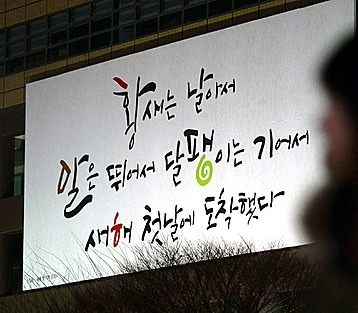 황새는 날아서
말은 뛰어서 달팽이는 기어서
새해 첫날에 도착했다